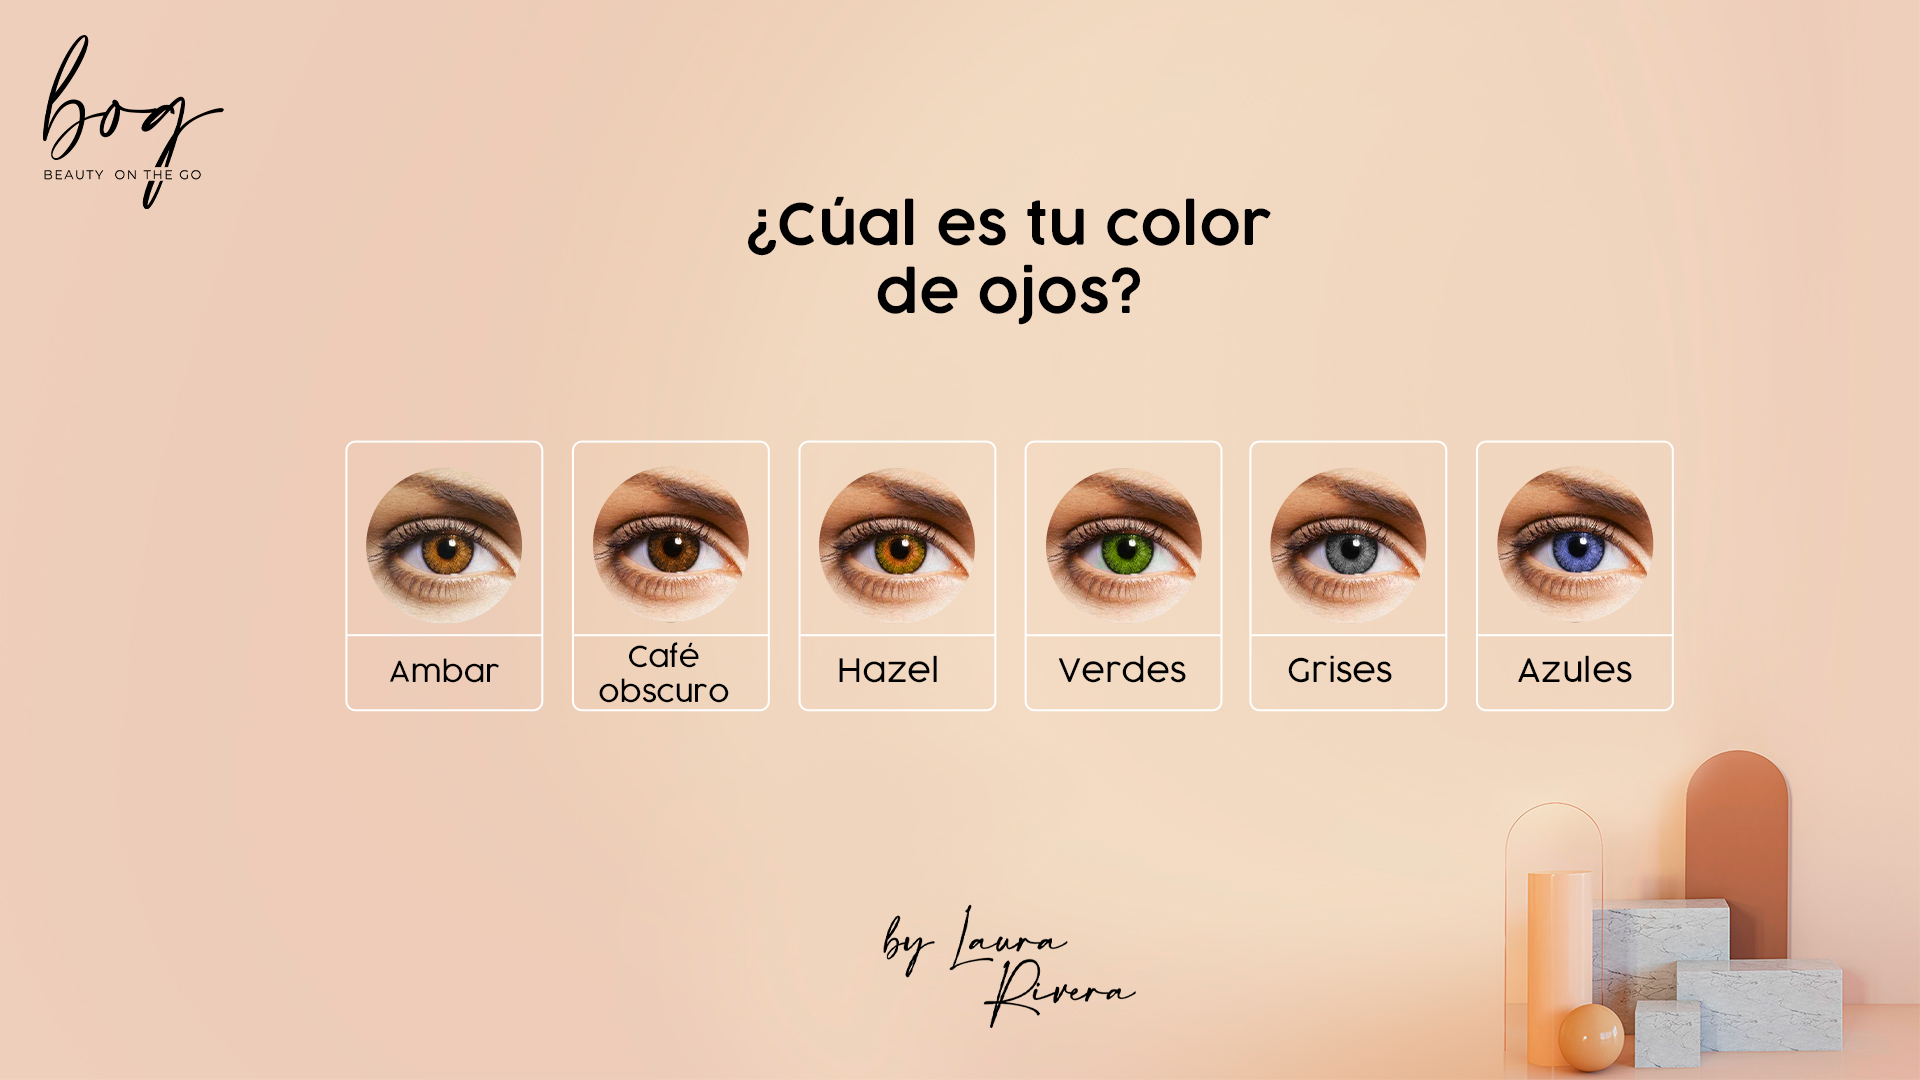 bog
BEAUTY ON THE GO
¿Cúal es tu color
de ojos?
Ambar
Café
obscuro
Hazel
Verdes
Grises
Azules
by Laura
Rivera